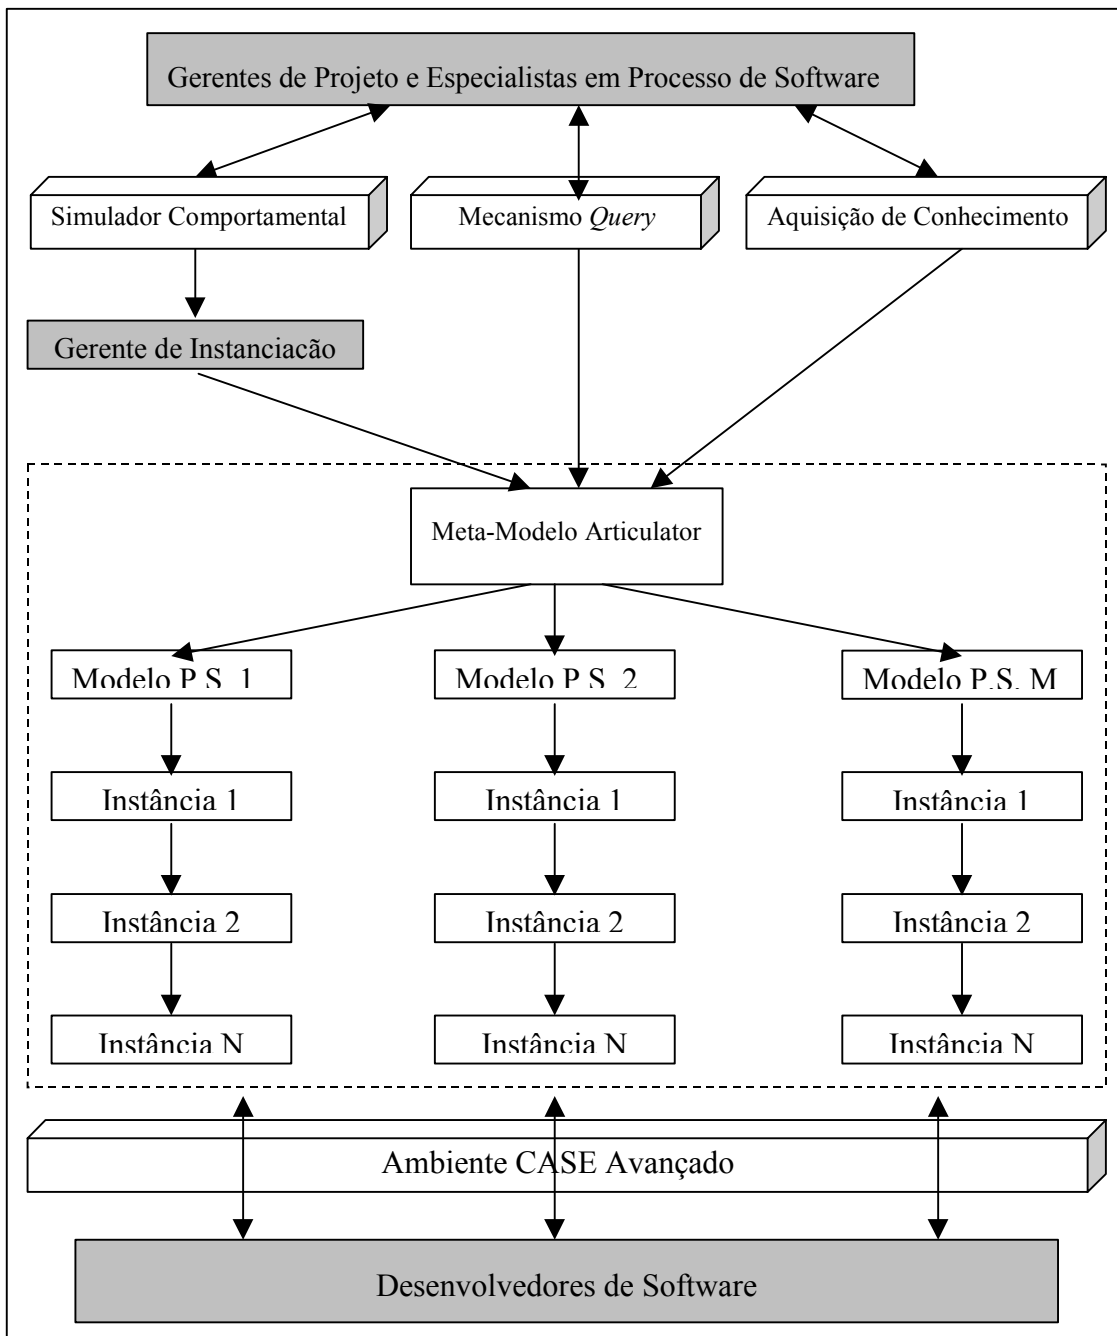 Gerentes de Projeto e Especialistas em Processo de Software
Simulador Comportamental
Mecanismo Query
Aquisição de Conhecimento
Gerente de Instanciacão
Meta-Modelo Articulator
Modelo P.S. 1
Modelo P.S. 2
Modelo P.S. M
Instância 1
Instância 1
Instância 1
Instância 2
Instância 2
Instância 2
Instância N
Instância N
Instância N
Ambiente CASE Avançado
Desenvolvedores de Software